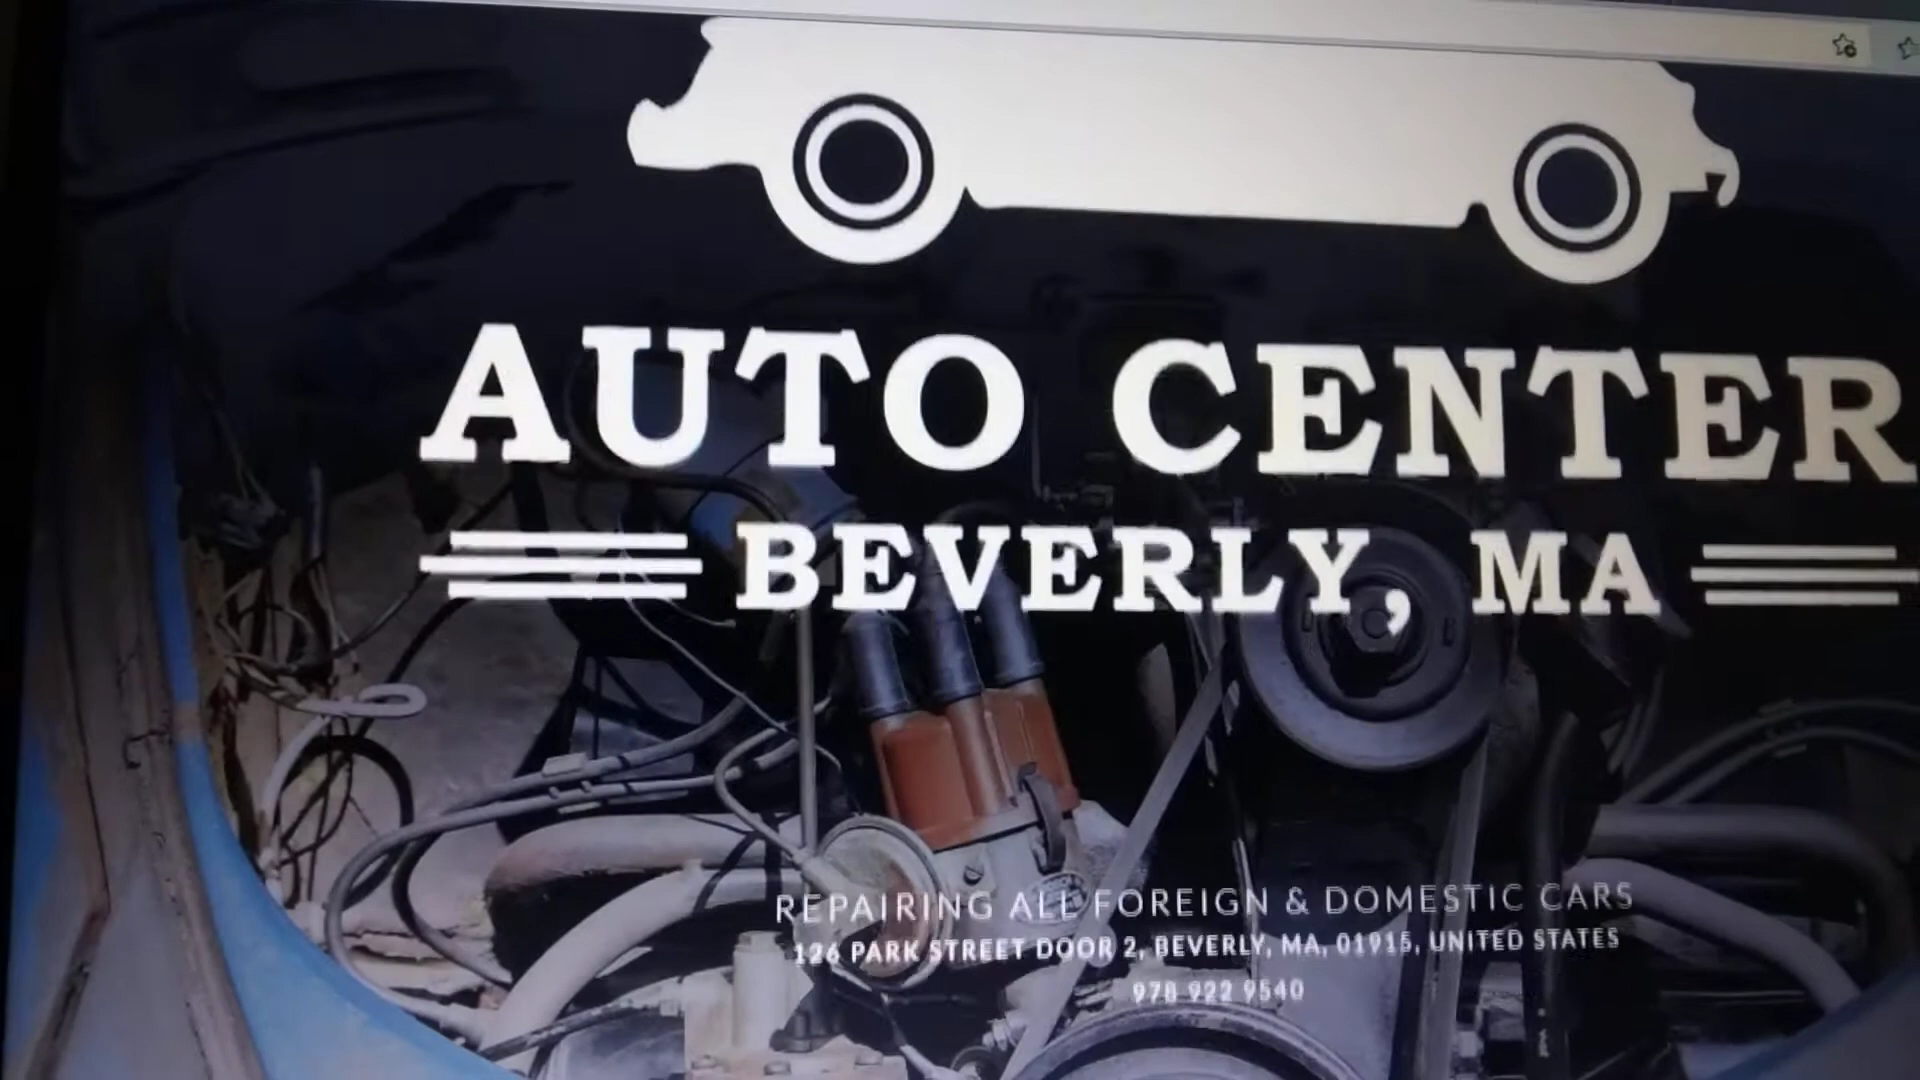 AUTO CENTER
BEVERLY, MA
REPAIRING ALL FOREIGN & DOMESTIC CARS
126 PARK STREET DOOR 2, BEVERLY, MA, 01915, UNITED STATES
978 922 9540